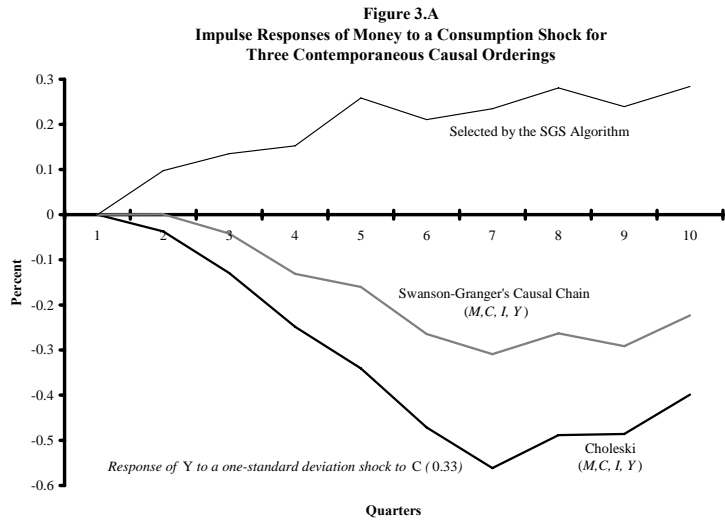 Figure 3.A
Impulse Responses of Money to a Consumption Shock for
Three Contemporaneous Causal Orderings
0.3
0.2
0.1
0
-0.1
-0.2
-0.3
-0.4
-0.5
-0.6
Percent
1 2 3 4 5 6 7 8 9 10
Selected by the SGS Algorithm
Swanson-Granger's Causal Chain
(M,C, I, Y )
Choleski
(M,C, I, Y )
Response of Y to a one-standard deviation shock to C ( 0.33)
Quarters